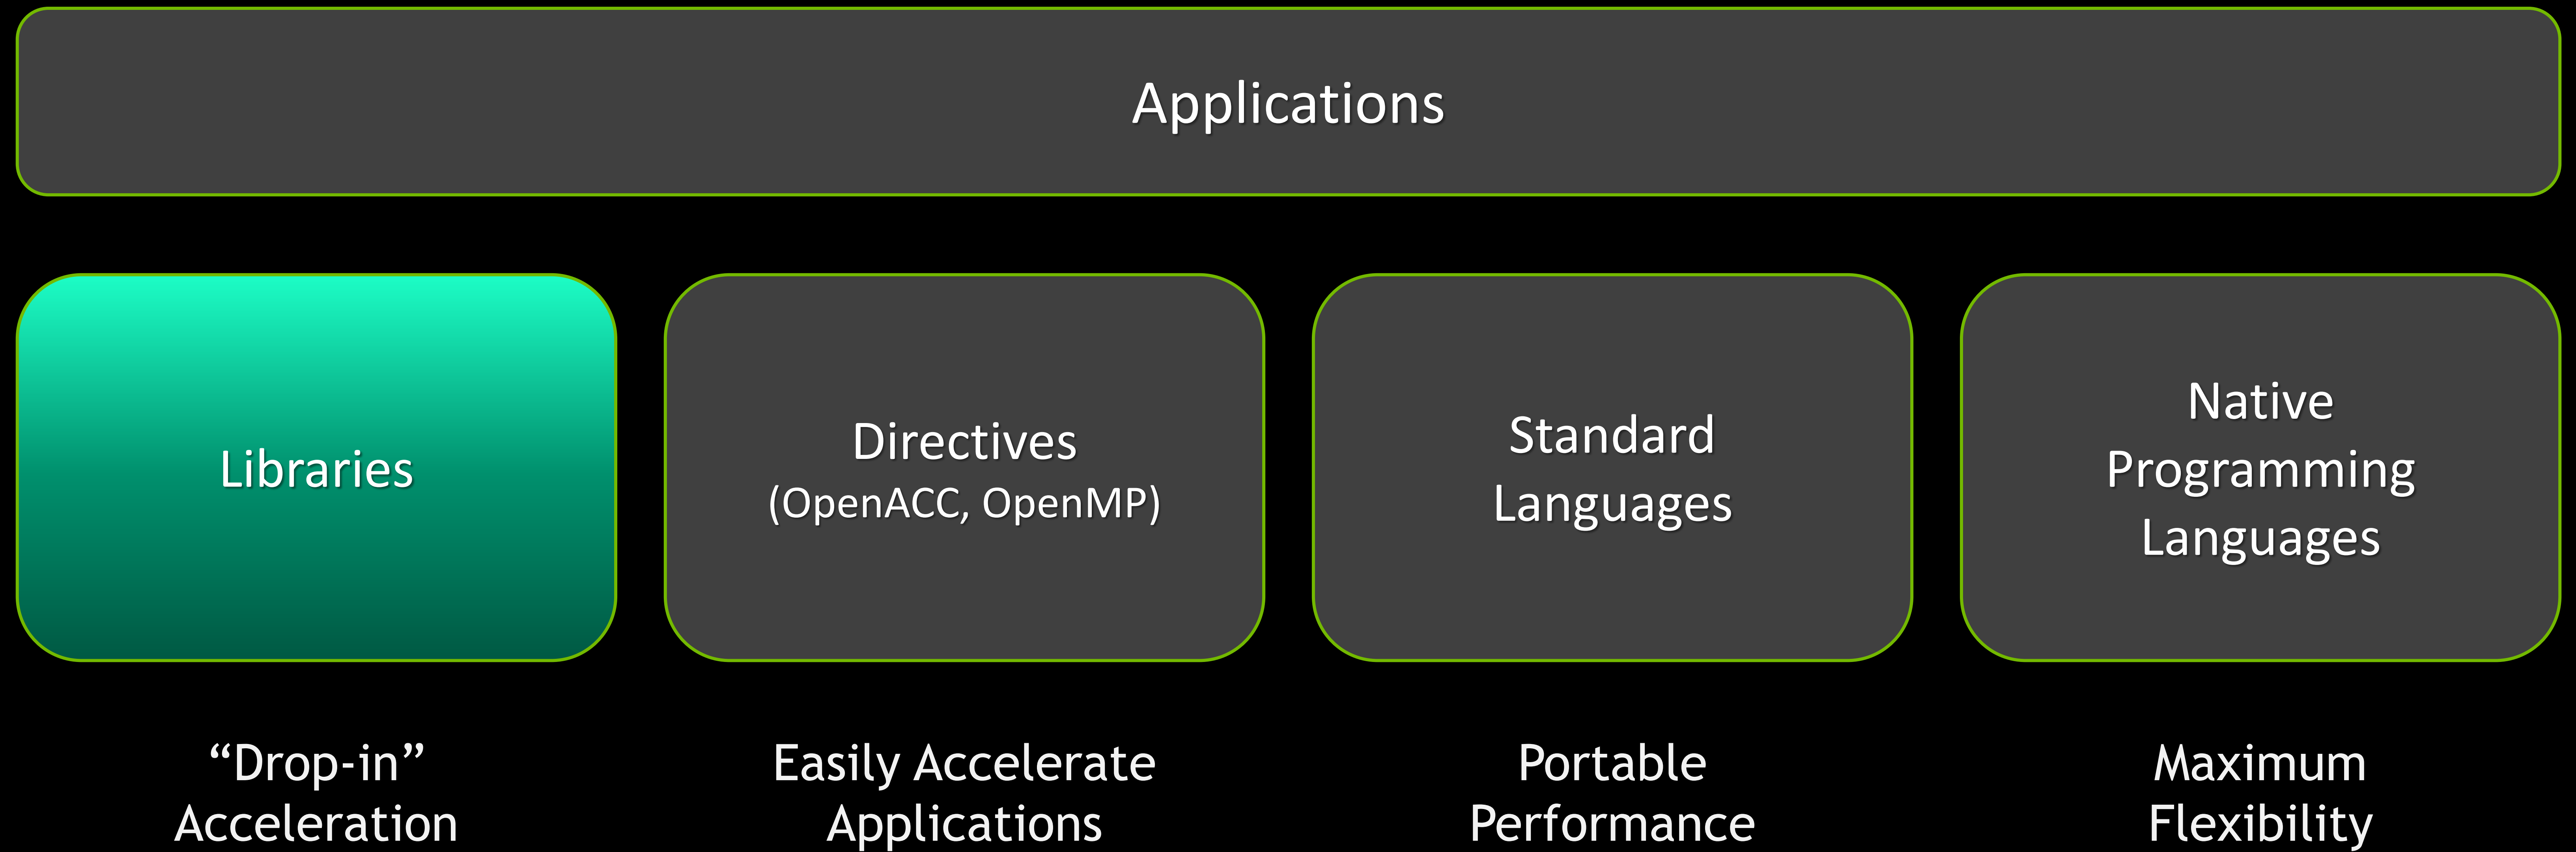 Applications
Libraries
Directives
(OpenACC, OpenMP)
Standard
Languages
Native
Programming
Languages
“Drop-in”
Acceleration
Easily Accelerate
Applications
Portable
Performance
Maximum
Flexibility